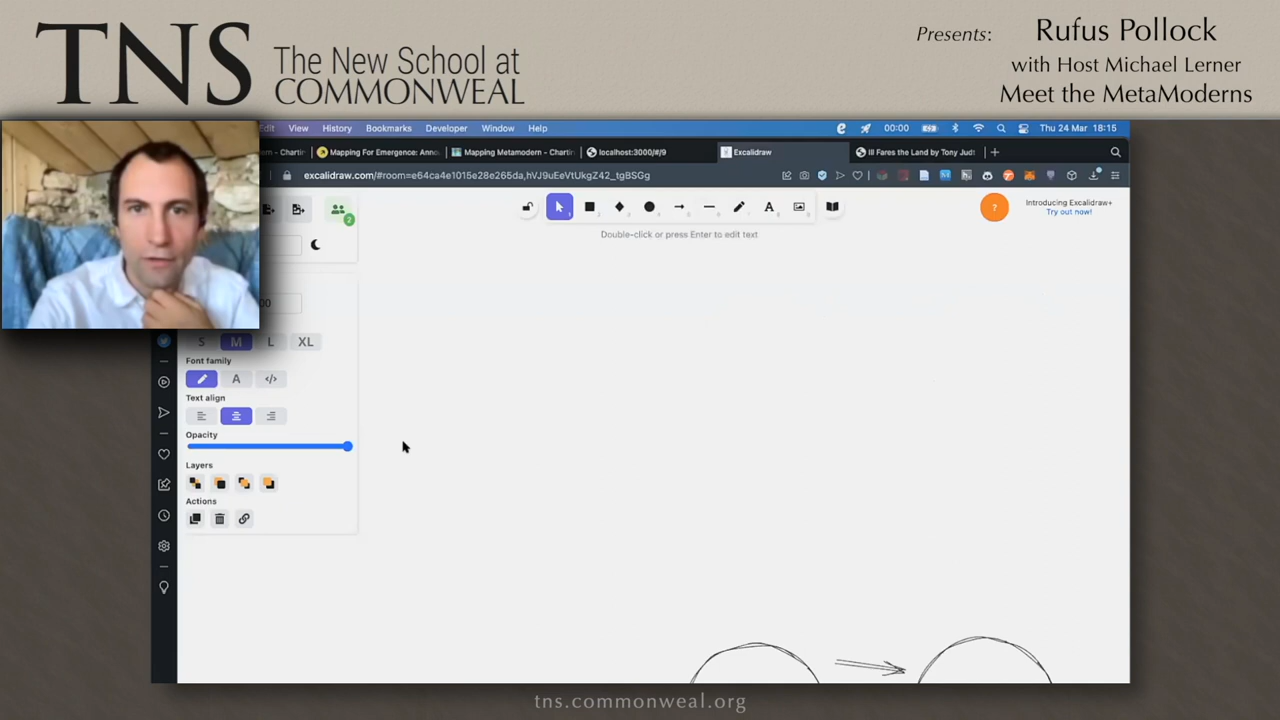 TNS
The New School at
COMMONWEAL
Presents: Rufus Pollock
with Host Michael Lerner
Meet the MetaModerns
Edit View History Bookmarks Developer Window Help
00:00
Thu 24 Mar 18:15
Mapping For Emergence: Anno
Mapping Metamodern - Chartin
localhost:3000/#/9
Excalidraw
Ill Fares the Land by Tony Judt
excalidraw.com/#room=e64ca4e1015e28e265da,hVJ9uEeVtUkgZ42_tgBSGg
2
A
?
Introducing Excalidraw+
Try out now!
Double-click or press Enter to edit text
S M L XL
Font family
A </>
Text align
Opacity
Layers
Actions
tns.commonweal.org